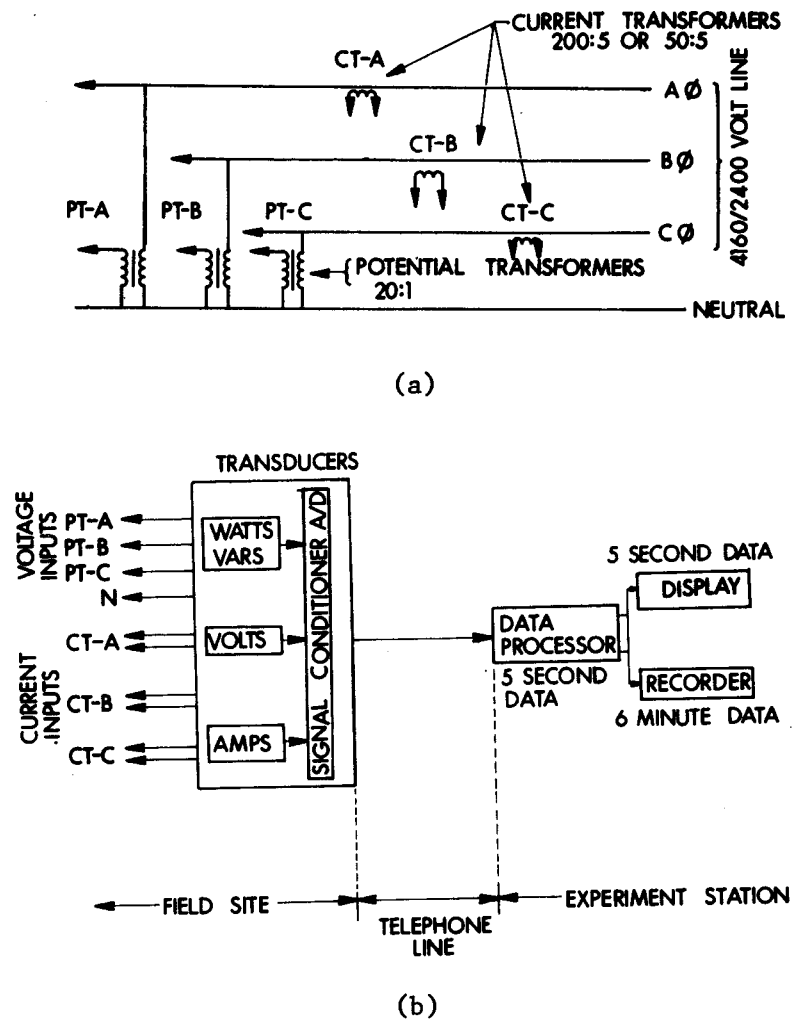 CURRENT TRANSFORMERS
200:5 OR 50:5
CT-A
A Ø
CT-B
B Ø
PT-A
PT-B
PT-C
CT-C
C Ø
4160/2400 VOLT LINE
POTENTIAL TRANSFORMERS
20:1
NEUTRAL
(a)
TRANSDUCERS
VOLTAGE
INPUTS
PT-A
PT-B
PT-C
N
WATTS
VARS
VOLTS
AMPS
SIGNAL CONDITIONER A/D
CURRENT
INPUTS
CT-A
CT-B
CT-C
5 SECOND DATA
DISPLAY
DATA
PROCESSOR
5 SECOND
DATA
RECORDER
6 MINUTE DATA
FIELD SITE
TELEPHONE
LINE
EXPERIMENT STATION
(b)